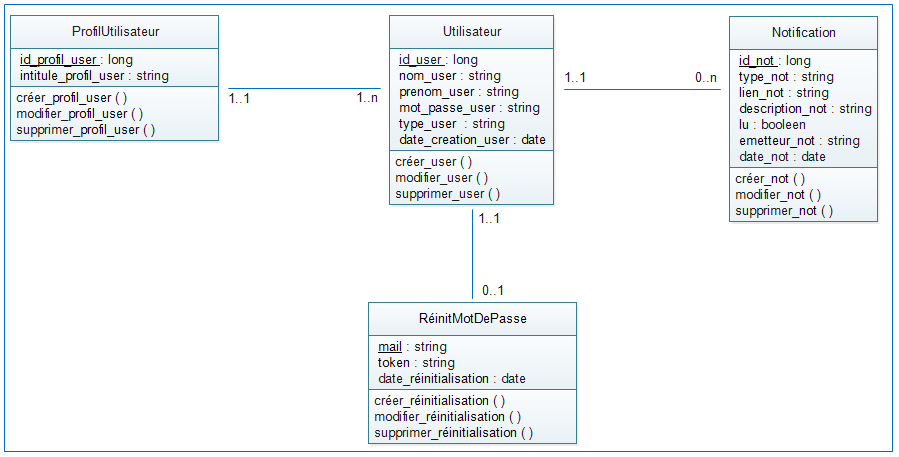 ProfilUtilisateur
id_profil_user : long
intitule_profil_user : string
créer_profil_user ( )
modifier_profil_user ( )
supprimer_profil_user ( )
1..1
1..n
Utilisateur
id_user : long
nom_user : string
prenom_user : string
mot_passe_user : string
type_user : string
date_creation_user : date
créer_user ( )
modifier_user ( )
supprimer_user ( )
1..1
0..n
Notification
id_not : long
type_not : string
lien_not : string
description_not : string
lu : booleen
emetteur_not : string
date_not : date
créer_not ( )
modifier_not ( )
supprimer_not ( )
1..1
0..1
RéinitMotDePasse
mail : string
token : string
date_réinitialisation : date
créer_réinitialisation ( )
modifier_réinitialisation ( )
supprimer_réinitialisation ( )